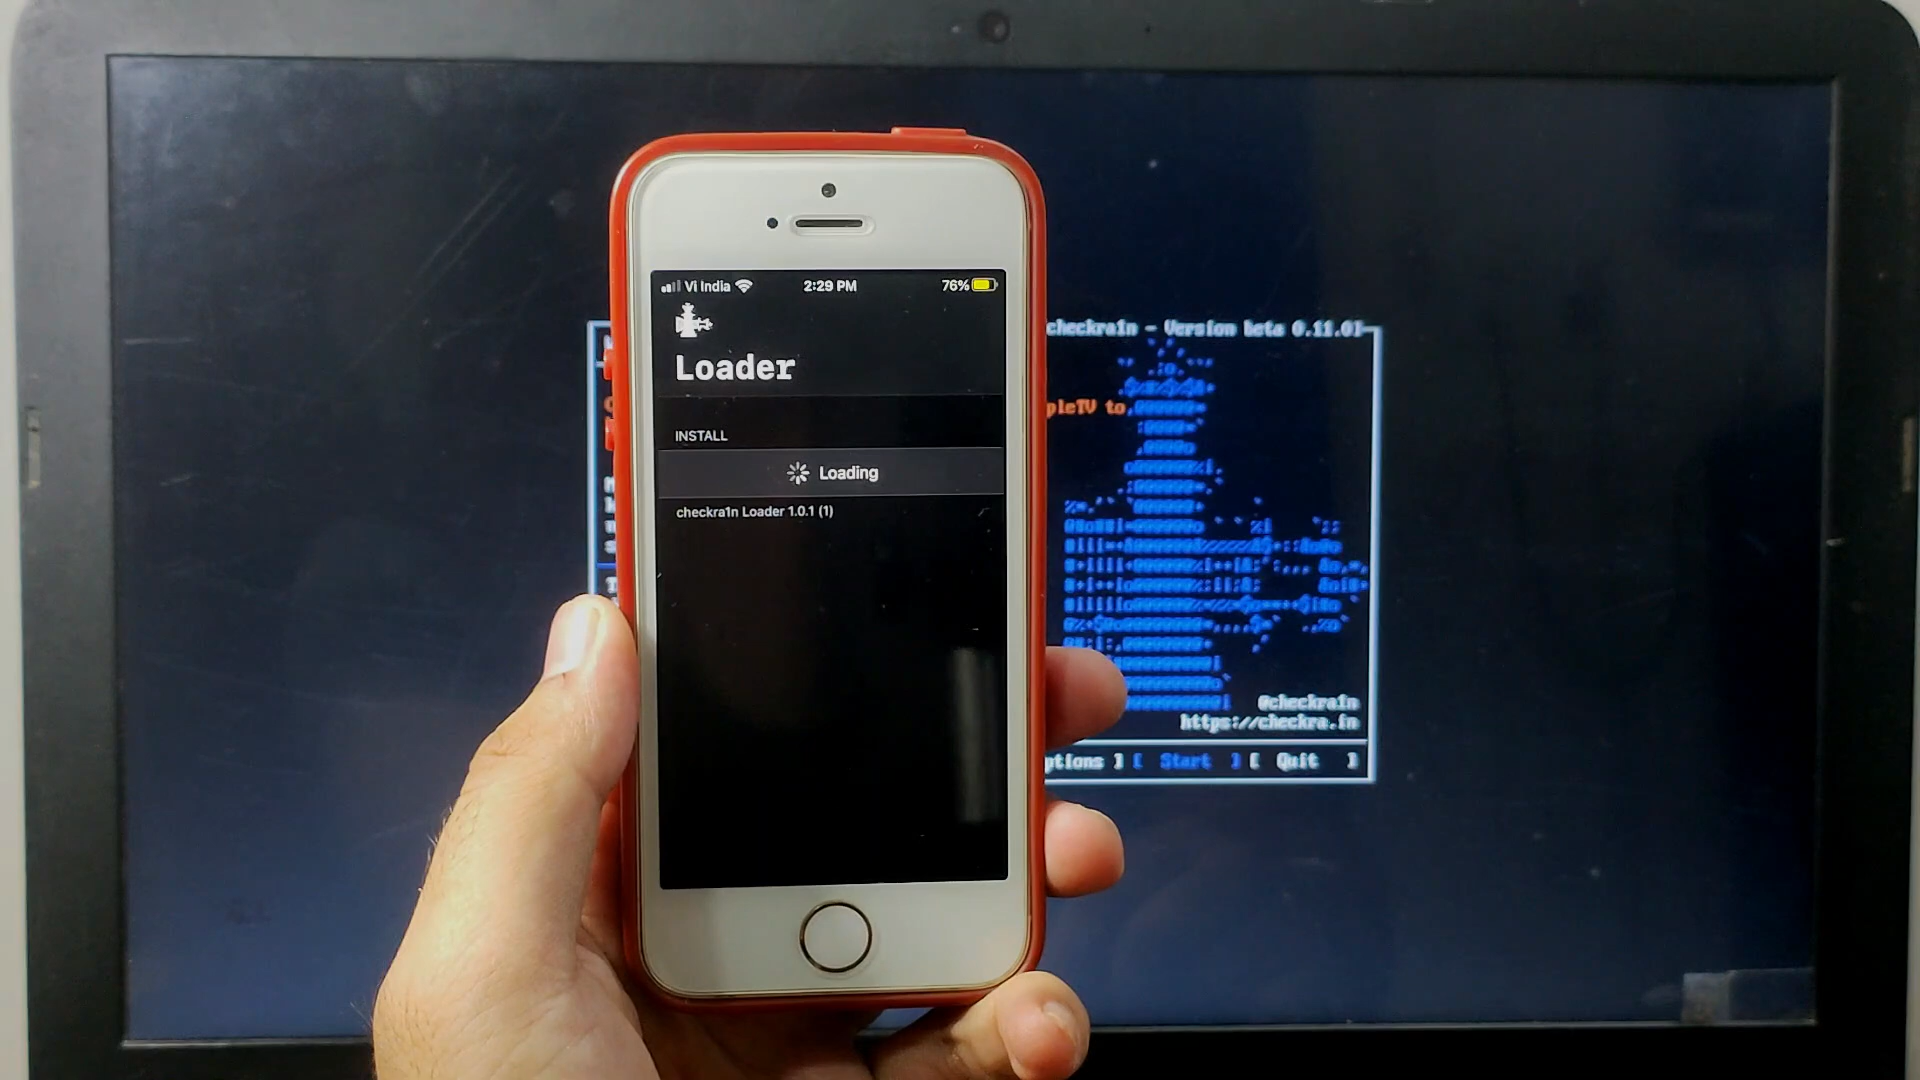 Vi India 2:29 PM 76%
Loader
INSTALL
Loading
checkra1n Loader 1.0.1 (1)
checkra1n - Version beta 0.11.0
pleTV to
@checkra1n
https://checkra.in
ptions ] [ Start ] [ Quit ]